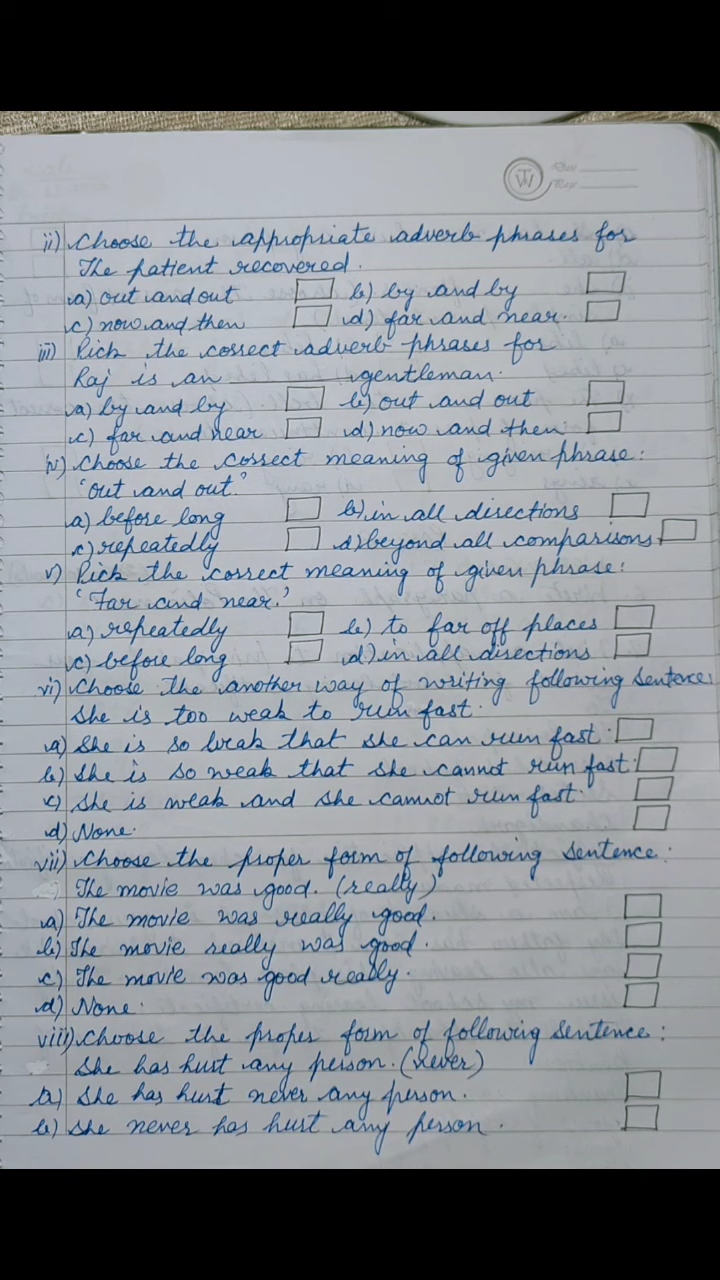 TW Date
Page
ii) Choose the appropriate adverb phrases for
The patient recovered.
a) out and out b) by and by
c) now and then d) far and near.
iii) Pick the correct adverb phrases for
Raj is an ________ gentleman.
a) by and by b) out and out
c) far and near d) now and then
iv) Choose the correct meaning of given phrase:
'out and out.'
a) before long b) in all directions
c) repeatedly d) beyond all comparisons.
v) Pick the correct meaning of given phrase:
'Far and near.'
a) repeatedly b) to far off places
c) before long d) in all directions
vi) Choose the another way of writing following sentence:
She is too weak to run fast.
a) She is so weak that she can run fast.
b) She is so weak that she cannot run fast.
c) She is weak and she cannot run fast.
d) None.
vii) Choose the proper form of following sentence:
The movie was good. (really)
a) The movie was really good.
b) The movie really was good.
c) The movie was good really.
d) None.
viii) Choose the proper form of following sentence:
She has hurt any person. (never)
a) She has hurt never any person.
b) She never has hurt any person.